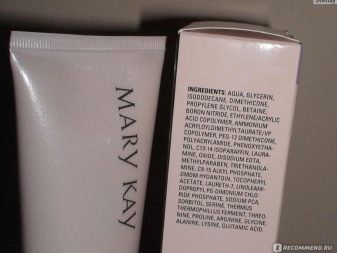 MARY KAY
INGREDIENTS: AQUA, GLYCERIN,
ISODODECANE, DIMETHICONE,
PROPYLENE GLYCOL, BETAINE,
BORON NITRIDE, ETHYLENE/ACRYLIC
ACID COPOLYMER, AMMONIUM
ACRYLOYLDIMETHYLTAURATE/VP
COPOLYMER, PEG-12 DIMETHICONE,
POLYACRYLAMIDE, PHENOXYETHA-
NOL, C13-14 ISOPARAFFIN, LAURA-
MINE, OXIDE, DISODIUM EDTA,
METHICONE, TRIETHANOLA-
MINE, C9-15 ALKYL PHOSPHATE,
DMDM HYDANTOIN, TOCOPHERYL
ACETATE, LAURETH-7, LINOLEAMI-
DOPROPYL PG-DIMONIUM CHLO-
RIDE PHOSPHATE, GLYCINE,
SORBITOL, SERINE, THERMUS
THERMOPHILLUS FERMENT, THREO-
NINE, PROLINE, ARGININE, GLYCINE,
ALANINE, LYSINE, GLUTAMIC ACID.
IRECOMMEND.RU